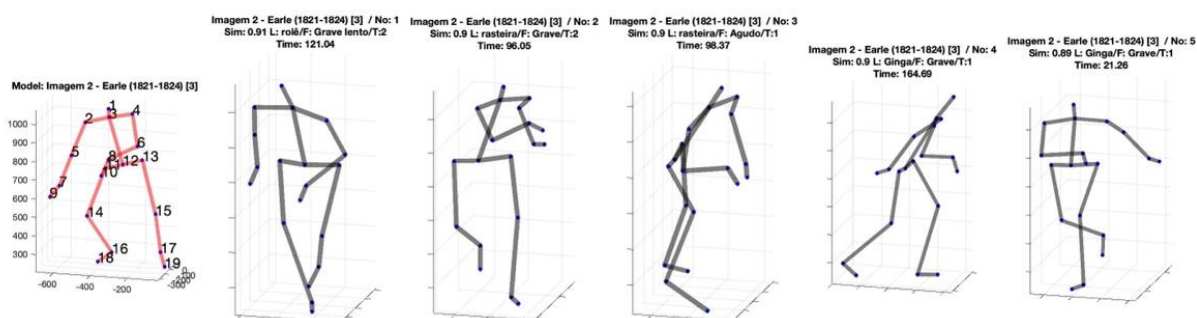 Model: Imagem 2 - Earle (1821-1824) [3]
1
2
3
4
5
6
7
8
9
10
12
13
14
15
16
17
18
19
1000
900
800
700
600
500
400
300
-600
-400
-200
Imagem 2 - Earle (1821-1824) [3] / No: 1
Sim: 0.91 L: rolê/F: Grave lento/T:2
Time: 121.04
Imagem 2 - Earle (1821-1824) [3] / No: 2
Sim: 0.9 L: rasteira/F: Grave/T:2
Time: 96.05
Imagem 2 - Earle (1821-1824) [3] / No: 3
Sim: 0.9 L: rasteira/F: Agudo/T:1
Time: 98.37
Imagem 2 - Earle (1821-1824) [3] / No: 4
Sim: 0.9 L: Ginga/F: Grave/T:1
Time: 164.69
Imagem 2 - Earle (1821-1824) [3] / No: 5
Sim: 0.89 L: Ginga/F: Grave/T:1
Time: 21.26